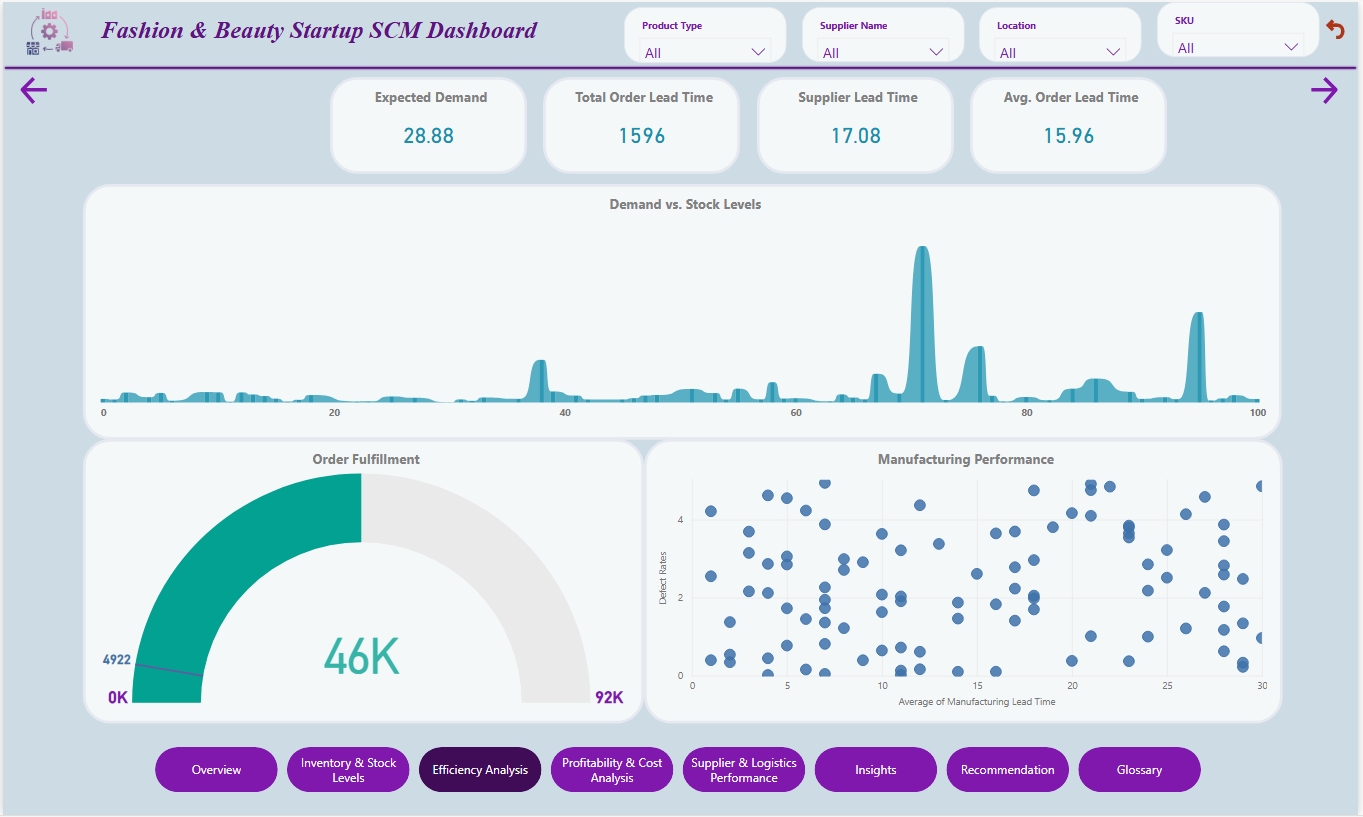 Fashion & Beauty Startup SCM Dashboard
Product Type
All
Supplier Name
All
Location
All
SKU
All
Expected Demand
28.88
Total Order Lead Time
1596
Supplier Lead Time
17.08
Avg. Order Lead Time
15.96
Demand vs. Stock Levels
0 20 40 60 80 100
Order Fulfillment
4922
0K
46K
92K
Manufacturing Performance
Defect Rates
4
2
0
0 5 10 15 20 25 30
Average of Manufacturing Lead Time
Overview
Inventory & Stock
Levels
Efficiency Analysis
Profitability & Cost
Analysis
Supplier & Logistics
Performance
Insights
Recommendation
Glossary